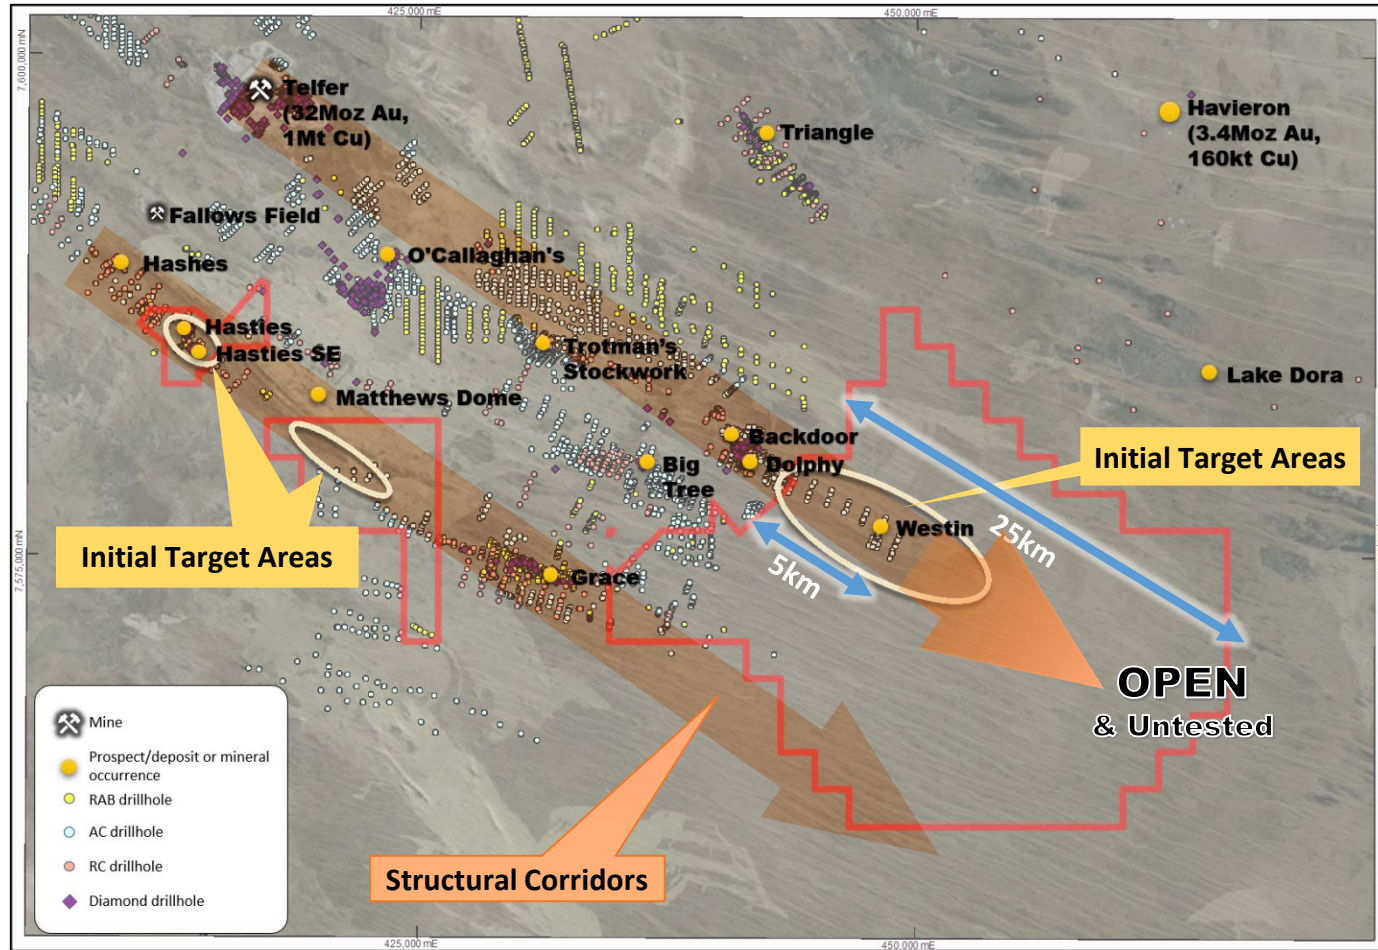 425,000 mE
450,000 mE
7,600,000 mN
Telfer
(32Moz Au,
1Mt Cu)
Triangle
Havieron
(3.4Moz Au,
160kt Cu)
Fallows Field
O'Callaghan's
Hashes
Hasties
Hasties SE
Trotman's
Stockwork
Matthews Dome
Lake Dora
Backdoor
Dolphy
Big
Tree
Initial Target Areas
Westin
25km
5km
Initial Target Areas
7,575,000 mN
Grace
OPEN
& Untested
Structural Corridors
Mine
Prospect/deposit or mineral
occurrence
RAB drillhole
AC drillhole
RC drillhole
Diamond drillhole
425,000 mE
450,000 mE